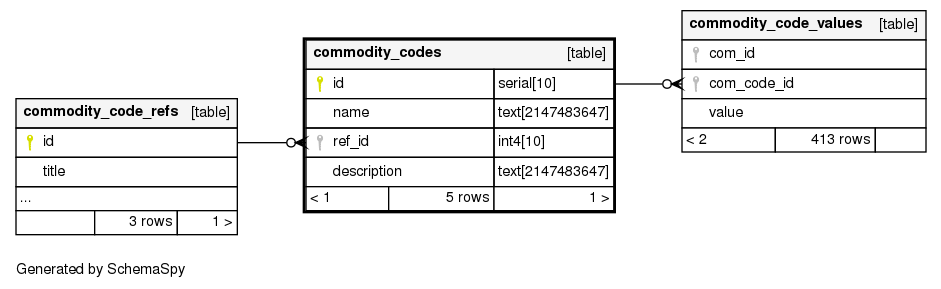 commodity_code_refs [table]
id
title
...
3 rows 1 >
commodity_codes [table]
id serial[10]
name text[2147483647]
ref_id int4[10]
description text[2147483647]
< 1 5 rows 1 >
commodity_code_values [table]
com_id
com_code_id
value
< 2 413 rows
Generated by SchemaSpy